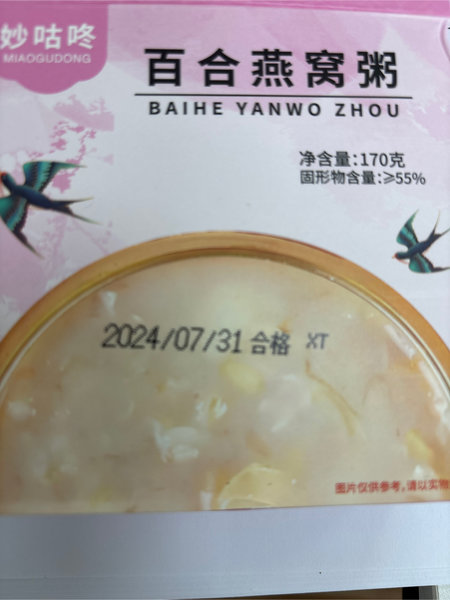 妙咕咚
MIAOGUDONG
百合燕窝粥
BAIHE YANWO ZHOU
净含量:170克
固形物含量:≥55%
2024/07/31 合格 XT
图片仅供参考,请以实物